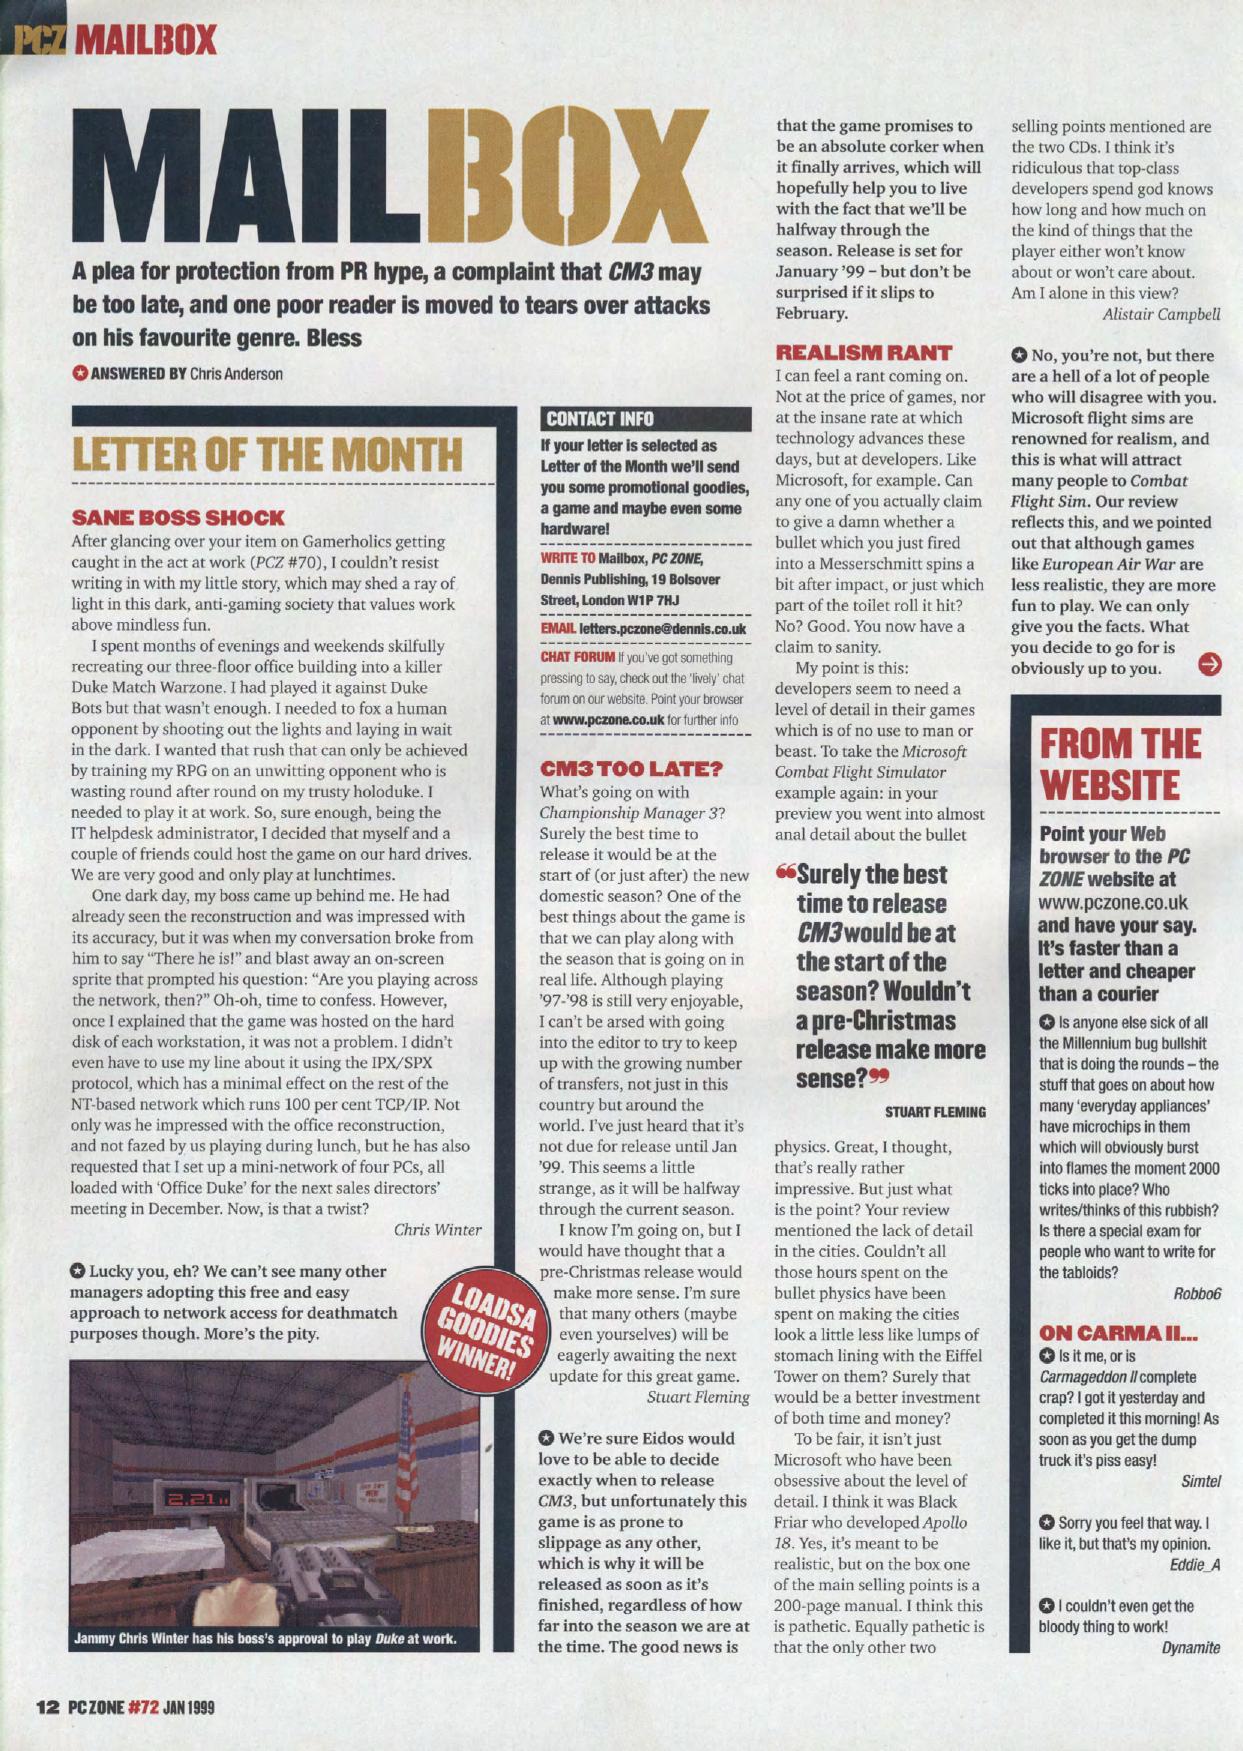 PCZ MAILBOX
MAILBOX
A plea for protection from PR hype, a complaint that CM3 may
be too late, and one poor reader is moved to tears over attacks
on his favourite genre. Bless
ANSWERED BY Chris Anderson
LETTER OF THE MONTH
SANE BOSS SHOCK
After glancing over your item on Gamerholics getting
caught in the act at work (PCZ #70), I couldn't resist
writing in with my little story, which may shed a ray of
light in this dark, anti-gaming society that values work
above mindless fun.
I spent months of evenings and weekends skilfully
recreating our three-floor office building into a killer
Duke Match Warzone. I had played it against Duke
Bots but that wasn't enough. I needed to fox a human
opponent by shooting out the lights and laying in wait
in the dark. I wanted that rush that can only be achieved
by training my RPG on an unwitting opponent who is
wasting round after round on my trusty holoduke. I
needed to play it at work. So, sure enough, being the
IT helpdesk administrator, I decided that myself and a
couple of friends could host the game on our hard drives.
We are very good and only play at lunchtimes.
One dark day, my boss came up behind me. He had
already seen the reconstruction and was impressed with
its accuracy, but it was when my conversation broke from
him to say "There he is!" and blast away an on-screen
sprite that prompted his question: "Are you playing across
the network, then?" Oh-oh, time to confess. However,
once I explained that the game was hosted on the hard
disk of each workstation, it was not a problem. I didn't
even have to use my line about it using the IPX/SPX
protocol, which has a minimal effect on the rest of the
NT-based network which runs 100 per cent TCP/IP. Not
only was he impressed with the office reconstruction,
and not fazed by us playing during lunch, but he has also
requested that I set up a mini-network of four PCs, all
loaded with 'Office Duke' for the next sales directors'
meeting in December. Now, is that a twist?
Chris Winter
Lucky you, eh? We can't see many other
managers adopting this free and easy
approach to network access for deathmatch
purposes though. More's the pity.
LOADSA
GOODIES
WINNER!
2.21
Jammy Chris Winter has his boss's approval to play Duke at work.
CONTACT INFO
If your letter is selected as
Letter of the Month we'll send
you some promotional goodies,
a game and maybe even some
hardware!
WRITE TO Mailbox, PC ZONE,
Dennis Publishing, 19 Bolsover
Street, London W1P 7HJ
EMAIL letters.pczone@dennis.co.uk
CHAT FORUM If you've got something
pressing to say, check out the 'lively' chat
forum on our website. Point your browser
at www.pczone.co.uk for further info
CM3 TOO LATE?
What's going on with
Championship Manager 3?
Surely the best time to
release it would be at the
start of (or just after) the new
domestic season? One of the
best things about the game is
that we can play along with
the season that is going on in
real life. Although playing
'97-'98 is still very enjoyable,
I can't be arsed with going
into the editor to try to keep
up with the growing number
of transfers, not just in this
country but around the
world. I've just heard that it's
not due for release until Jan
'99. This seems a little
strange, as it will be halfway
through the current season.
I know I'm going on, but I
would have thought that a
pre-Christmas release would
make more sense. I'm sure
that many others (maybe
even yourselves) will be
eagerly awaiting the next
update for this great game.
Stuart Fleming
We're sure Eidos would
love to be able to decide
exactly when to release
CM3, but unfortunately this
game is as prone to
slippage as any other,
which is why it will be
released as soon as it's
finished, regardless of how
far into the season we are at
the time. The good news is
that the game promises to
be an absolute corker when
it finally arrives, which will
hopefully help you to live
with the fact that we'll be
halfway through the
season. Release is set for
January '99 – but don't be
surprised if it slips to
February.
REALISM RANT
I can feel a rant coming on.
Not at the price of games, nor
at the insane rate at which
technology advances these
days, but at developers. Like
Microsoft, for example. Can
any one of you actually claim
to give a damn whether a
bullet which you just fired
into a Messerschmitt spins a
bit after impact, or just which
part of the toilet roll it hit?
No? Good. You now have a
claim to sanity.
My point is this:
developers seem to need a
level of detail in their games
which is of no use to man or
beast. To take the Microsoft
Combat Flight Simulator
example again: in your
preview you went into almost
anal detail about the bullet
“Surely the best
time to release
CM3 would be at
the start of the
season? Wouldn't
a pre-Christmas
release make more
sense?”
STUART FLEMING
physics. Great, I thought,
that's really rather
impressive. But just what
is the point? Your review
mentioned the lack of detail
in the cities. Couldn't all
those hours spent on the
bullet physics have been
spent on making the cities
look a little less like lumps of
stomach lining with the Eiffel
Tower on them? Surely that
would be a better investment
of both time and money?
To be fair, it isn't just
Microsoft who have been
obsessive about the level of
detail. I think it was Black
Friar who developed Apollo
18. Yes, it's meant to be
realistic, but on the box one
of the main selling points is a
200-page manual. I think this
is pathetic. Equally pathetic is
that the only other two
selling points mentioned are
the two CDs. I think it's
ridiculous that top-class
developers spend god knows
how long and how much on
the kind of things that the
player either won't know
about or won't care about.
Am I alone in this view?
Alistair Campbell
No, you're not, but there
are a hell of a lot of people
who will disagree with you.
Microsoft flight sims are
renowned for realism, and
this is what will attract
many people to Combat
Flight Sim. Our review
reflects this, and we pointed
out that although games
like European Air War are
less realistic, they are more
fun to play. We can only
give you the facts. What
you decide to go for is
obviously up to you.
FROM THE
WEBSITE
Point your Web
browser to the PC
ZONE website at
www.pczone.co.uk
and have your say.
It's faster than a
letter and cheaper
than a courier
Is anyone else sick of all
the Millennium bug bullshit
that is doing the rounds – the
stuff that goes on about how
many 'everyday appliances'
have microchips in them
which will obviously burst
into flames the moment 2000
ticks into place? Who
writes/thinks of this rubbish?
Is there a special exam for
people who want to write for
the tabloids?
Robbo6
ON CARMA II...
Is it me, or is
Carmageddon II complete
crap? I got it yesterday and
completed it this morning! As
soon as you get the dump
truck it's piss easy!
Simtel
Sorry you feel that way. I
like it, but that's my opinion.
Eddie_A
I couldn't even get the
bloody thing to work!
Dynamite
12 PC ZONE #72 JAN 1999